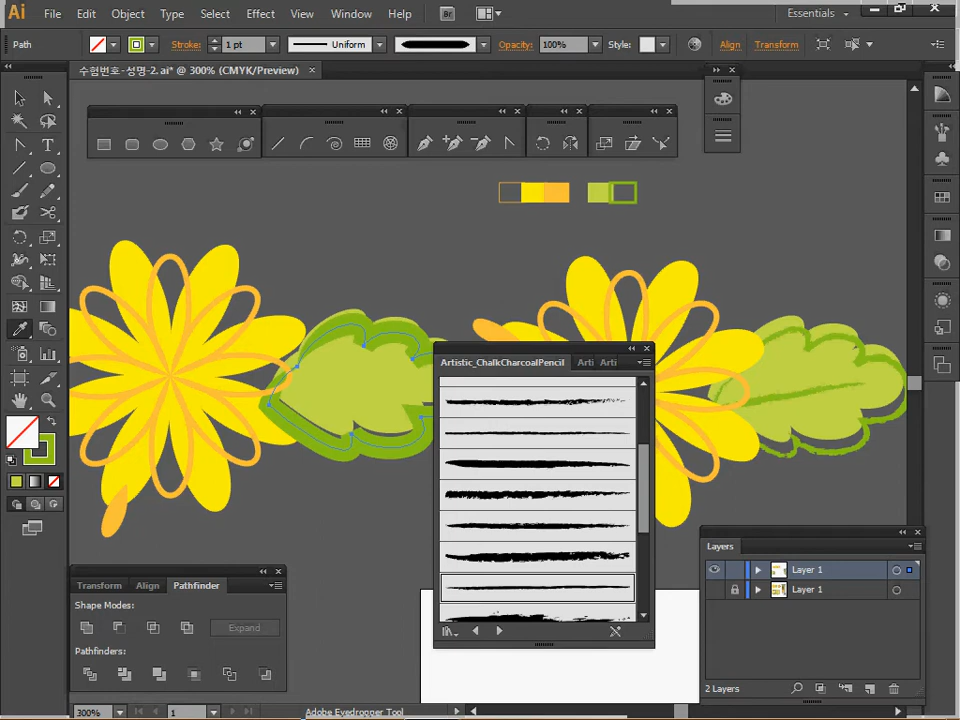 Ai File Edit Object Type Select Effect View Window Help Br Essentials
Path Stroke: 1 pt Uniform Opacity: 100% Style: Align Transform
수험번호-성명-2.ai* @ 300% (CMYK/Preview)
Artistic_ChalkCharcoalPencil Arti Arti
Layers
Layer 1
Layer 1
2 Layers
Transform Align Pathfinder
Shape Modes:
Expand
Pathfinders:
300% 1 Adobe Eyedropper Tool